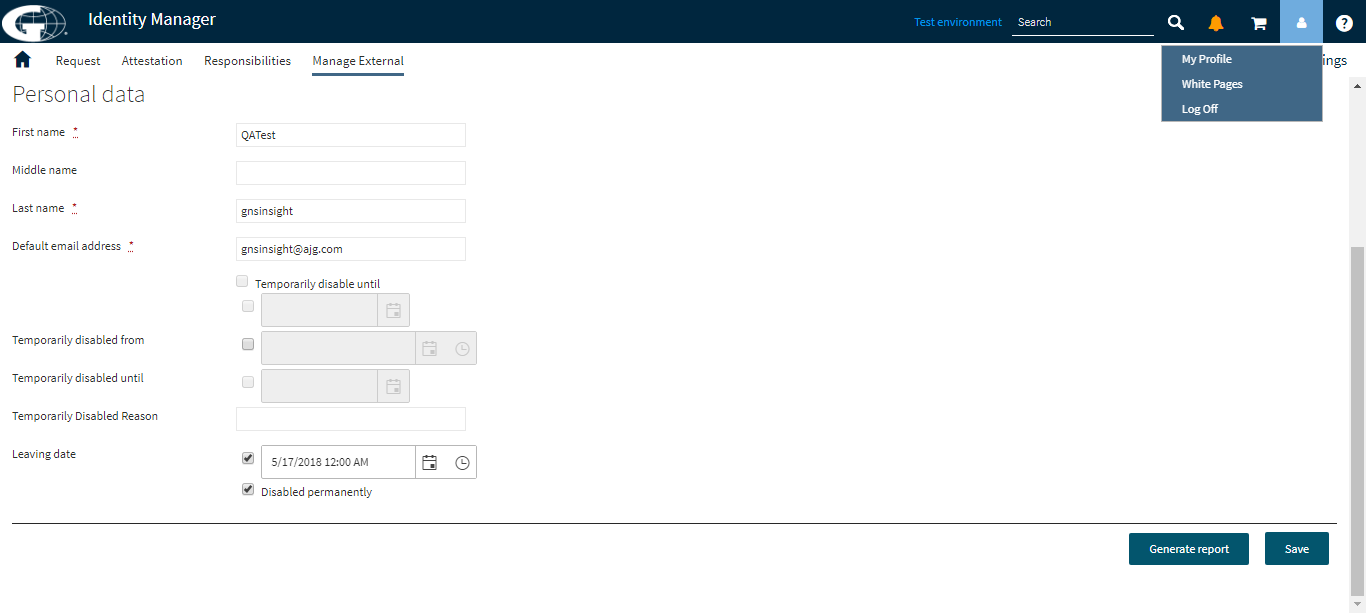 Identity Manager
Test environment
Search
?
Request
Attestation
Responsibilities
Manage External
ings
My Profile
White Pages
Log Off
Personal data
First name *
QATest
Middle name
Last name *
gnsinsight
Default email address *
gnsinsight@ajg.com
Temporarily disable until
Temporarily disabled from
Temporarily disabled until
Temporarily Disabled Reason
Leaving date
5/17/2018 12:00 AM
Disabled permanently
Generate report
Save